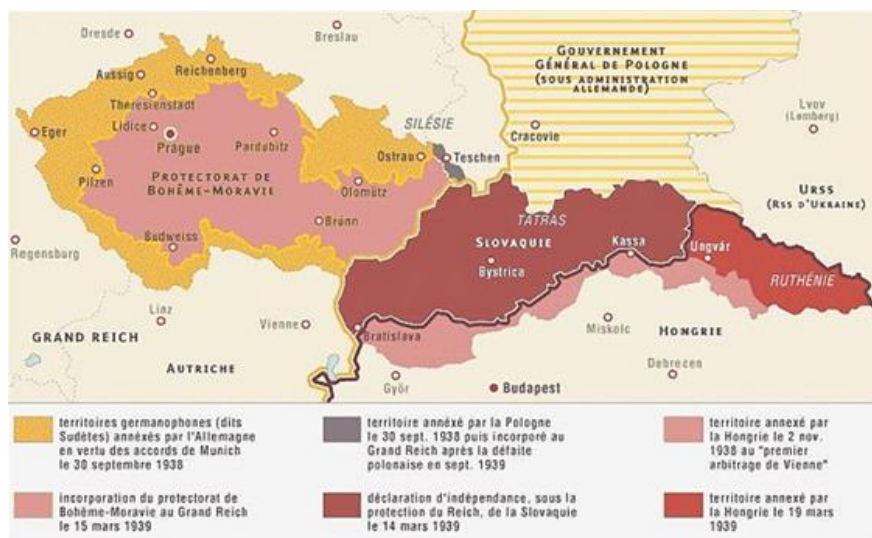 Dresde
Breslau
GOUVERNEMENT
GÉNÉRAL DE POLOGNE
(SOUS ADMINISTRATION
ALLEMANDE)
Reichenberg
Aussig
Theresienstadt
Lvov
(Lemberg)
SILÉSIE
Eger
Lidice
Prague
Pardubitz
Cracovie
Ostrau
Teschen
Pilzen
PROTECTORAT DE
BOHÊME-MORAVIE
Olomütz
URSS
(RSS D'UKRAINE)
Brünn
TATRAS
SLOVAQUIE
Kassa
Ungvár
Budweiss
Regensburg
Bystrica
RUTHÉNIE
Linz
Vienne
Bratislava
Miskolc
HONGRIE
GRAND REICH
AUTRICHE
Györ
Budapest
Debrecen
territoires germanophones (dits
Sudètes) annéxés par l'Allemagne
en vertu des accords de Munich
le 30 septembre 1938
territoire annéxé par la Pologne
le 30 sept. 1938 puis incorporé au
Grand Reich après la défaite
polonaise en sept. 1939
territoire annexé par
la Hongrie le 2 nov.
1938 au "premier
arbitrage de Vienne"
incorporation du protectorat de
Bohême-Moravie au Grand Reich
le 15 mars 1939
déclaration d'indépendance, sous la
protection du Reich, de la Slovaquie
le 14 mars 1939
territoire annexé par
la Hongrie le 19 mars
1939